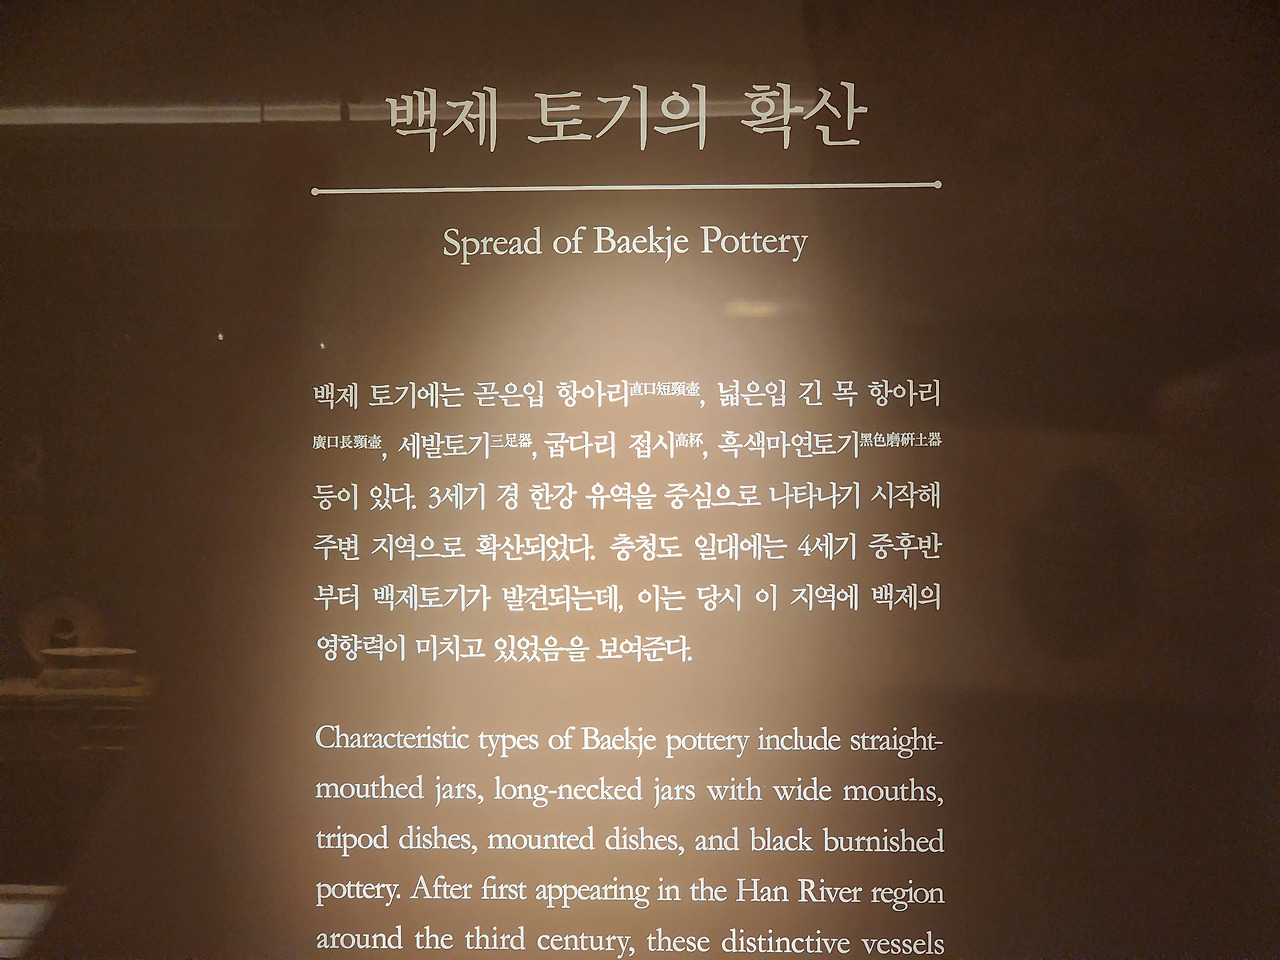 백제 토기의 확산
Spread of Baekje Pottery
백제 토기에는 곧은입 항아리直口短頸壺, 넓은입 긴 목 항아리
廣口長頸壺, 세발토기三足器, 굽다리 접시高杯, 흑색마연토기黑色磨硏土器
등이 있다. 3세기 경 한강 유역을 중심으로 나타나기 시작해
주변 지역으로 확산되었다. 충청도 일대에는 4세기 중후반
부터 백제토기가 발견되는데, 이는 당시 이 지역에 백제의
영향력이 미치고 있었음을 보여준다.
Characteristic types of Baekje pottery include straight-
mouthed jars, long-necked jars with wide mouths,
tripod dishes, mounted dishes, and black burnished
pottery. After first appearing in the Han River region
around the third century, these distinctive vessels